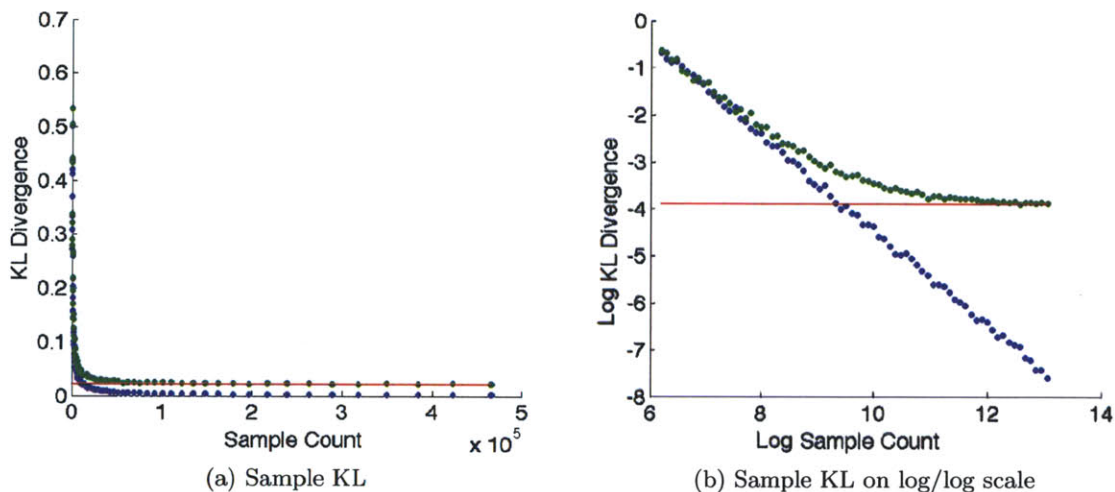 0.7
0.6
0.5
0.4
0.3
0.2
0.1
0
KL Divergence
0 1 2 3 4 5
Sample Count
x 10^5
(a) Sample KL
0
-1
-2
-3
-4
-5
-6
-7
-8
Log KL Divergence
6 8 10 12 14
Log Sample Count
(b) Sample KL on log/log scale